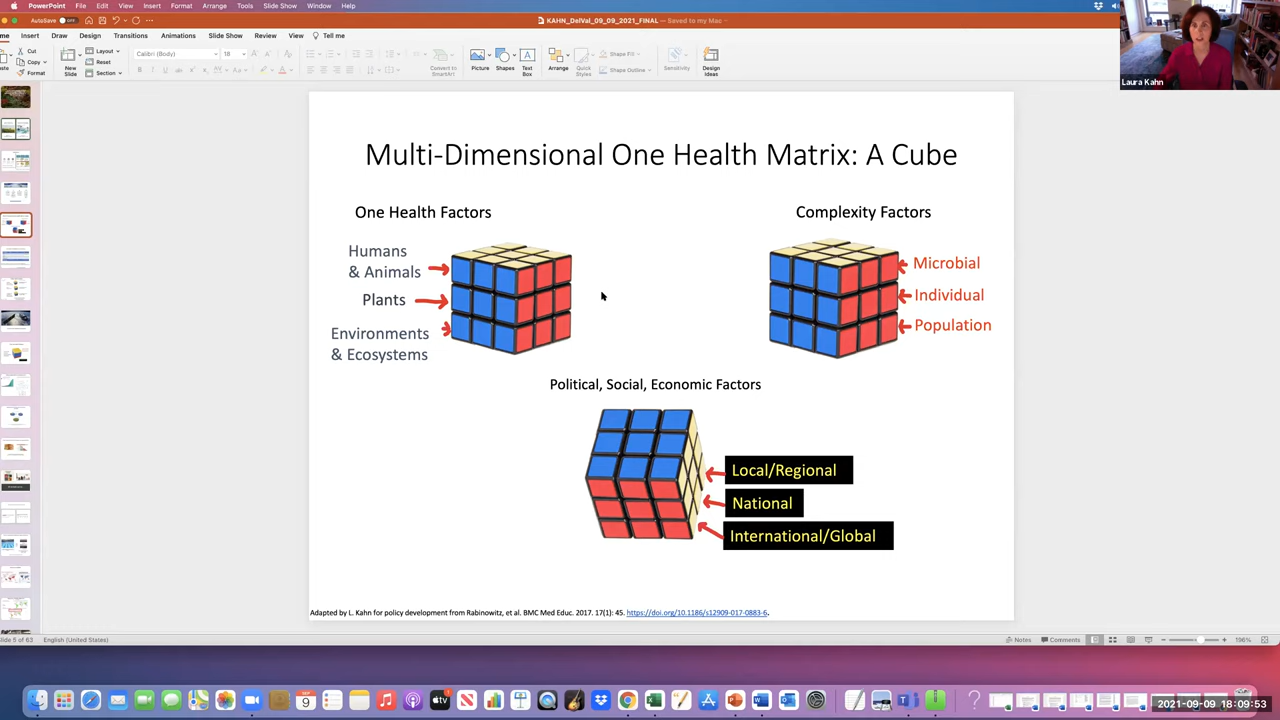 PowerPoint File Edit View Insert Format Arrange Tools Slide Show Window Help
AutoSave OFF KAHN_DelVal_09_09_2021_FINAL — Saved to my Mac
Insert Draw Design Transitions Animations Slide Show Review View Tell me
Cut
Copy
Format
New
Slide
Layout
Reset
Section
Calibri (Body) 18
Convert to
SmartArt
Picture
Shapes
Text
Box
Arrange
Quick
Styles
Shape Fill
Shape Outline
Sensitivity
Design
Ideas
Laura Kahn
Multi-Dimensional One Health Matrix: A Cube
One Health Factors
Complexity Factors
Humans
& Animals
Plants
Environments
& Ecosystems
Microbial
Individual
Population
Political, Social, Economic Factors
Local/Regional
National
International/Global
Adapted by L. Kahn for policy development from Rabinowitz, et al. BMC Med Educ. 2017. 17(1): 45. https://doi.org/10.1186/s12909-017-0883-6.
Slide 5 of 63 English (United States) Notes Comments 196%
SEP
9
2021-09-09 18:09:53